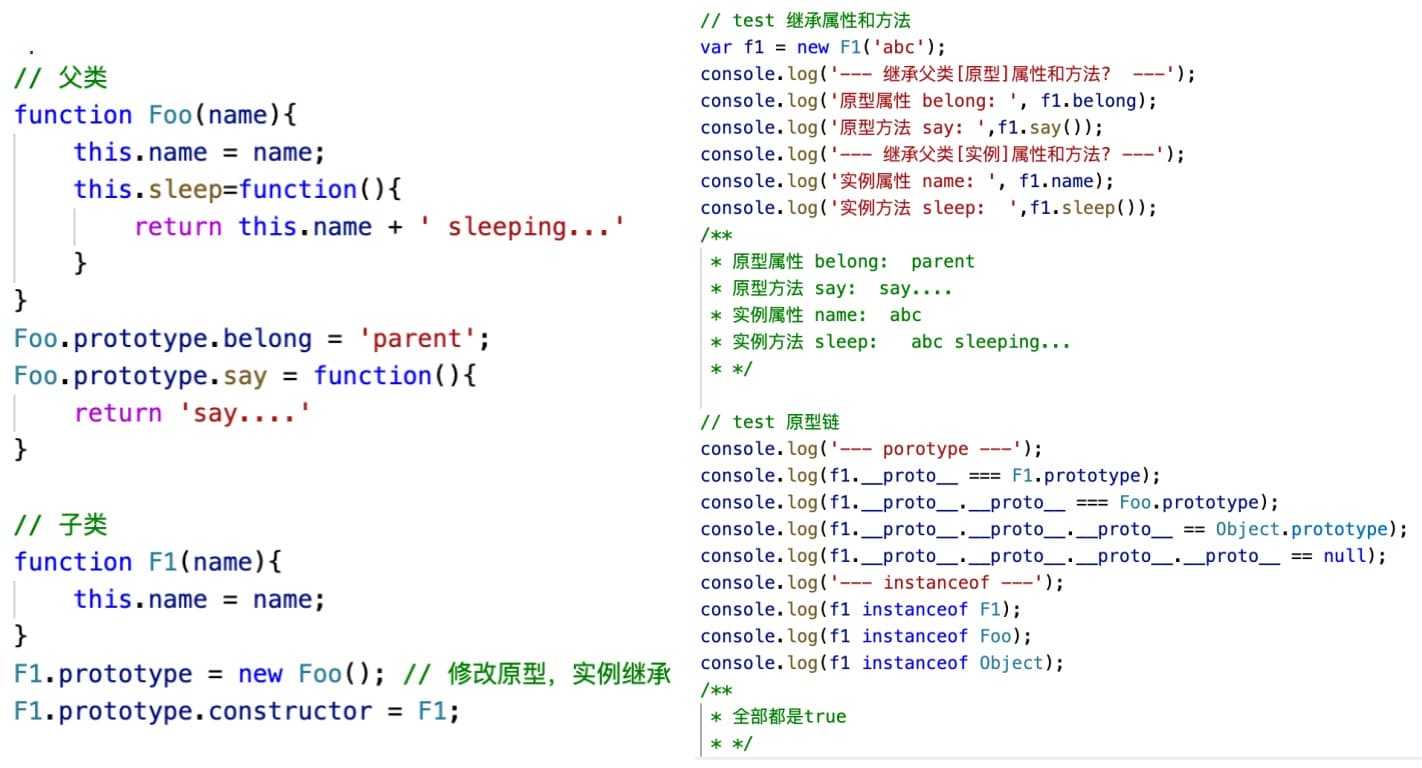 // 父类
function Foo(name){
    this.name = name;
    this.sleep=function(){
        return this.name + ' sleeping...'
    }
}
Foo.prototype.belong = 'parent';
Foo.prototype.say = function(){
    return 'say....'
}
// 子类
function F1(name){
    this.name = name;
}
F1.prototype = new Foo(); // 修改原型，实例继承
F1.prototype.constructor = F1;
// test 继承属性和方法
var f1 = new F1('abc');
console.log('--- 继承父类[原型]属性和方法?  ---');
console.log('原型属性 belong: ', f1.belong);
console.log('原型方法 say: ',f1.say());
console.log('--- 继承父类[实例]属性和方法? ---');
console.log('实例属性 name: ', f1.name);
console.log('实例方法 sleep:  ',f1.sleep());
/**
 * 原型属性 belong:  parent
 * 原型方法 say:  say....
 * 实例属性 name:  abc
 * 实例方法 sleep:   abc sleeping...
 * */
// test 原型链
console.log('--- porotype ---');
console.log(f1.__proto__ === F1.prototype);
console.log(f1.__proto__.__proto__ === Foo.prototype);
console.log(f1.__proto__.__proto__.__proto__ == Object.prototype);
console.log(f1.__proto__.__proto__.__proto__.__proto__ == null);
console.log('--- instanceof ---');
console.log(f1 instanceof F1);
console.log(f1 instanceof Foo);
console.log(f1 instanceof Object);
/**
 * 全部都是true
 * */